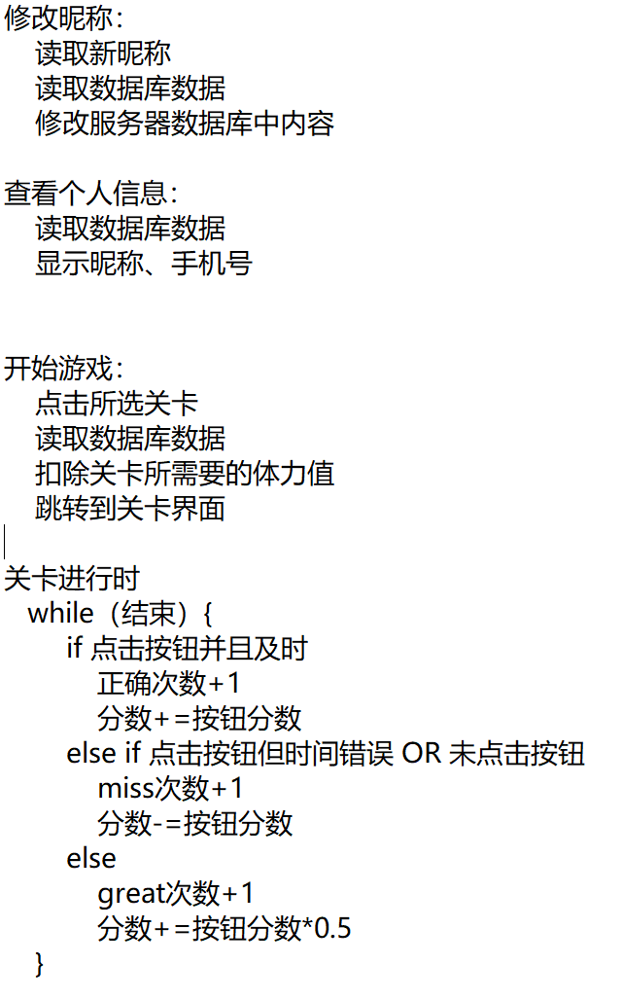 修改昵称：
读取新昵称
读取数据库数据
修改服务器数据库中内容
查看个人信息：
读取数据库数据
显示昵称、手机号
开始游戏：
点击所选关卡
读取数据库数据
扣除关卡所需要的体力值
跳转到关卡界面
关卡进行时
while（结束）{
if 点击按钮并且及时
正确次数+1
分数+=按钮分数
else if 点击按钮但时间错误 OR 未点击按钮
miss次数+1
分数-=按钮分数
else
great次数+1
分数+=按钮分数*0.5
}